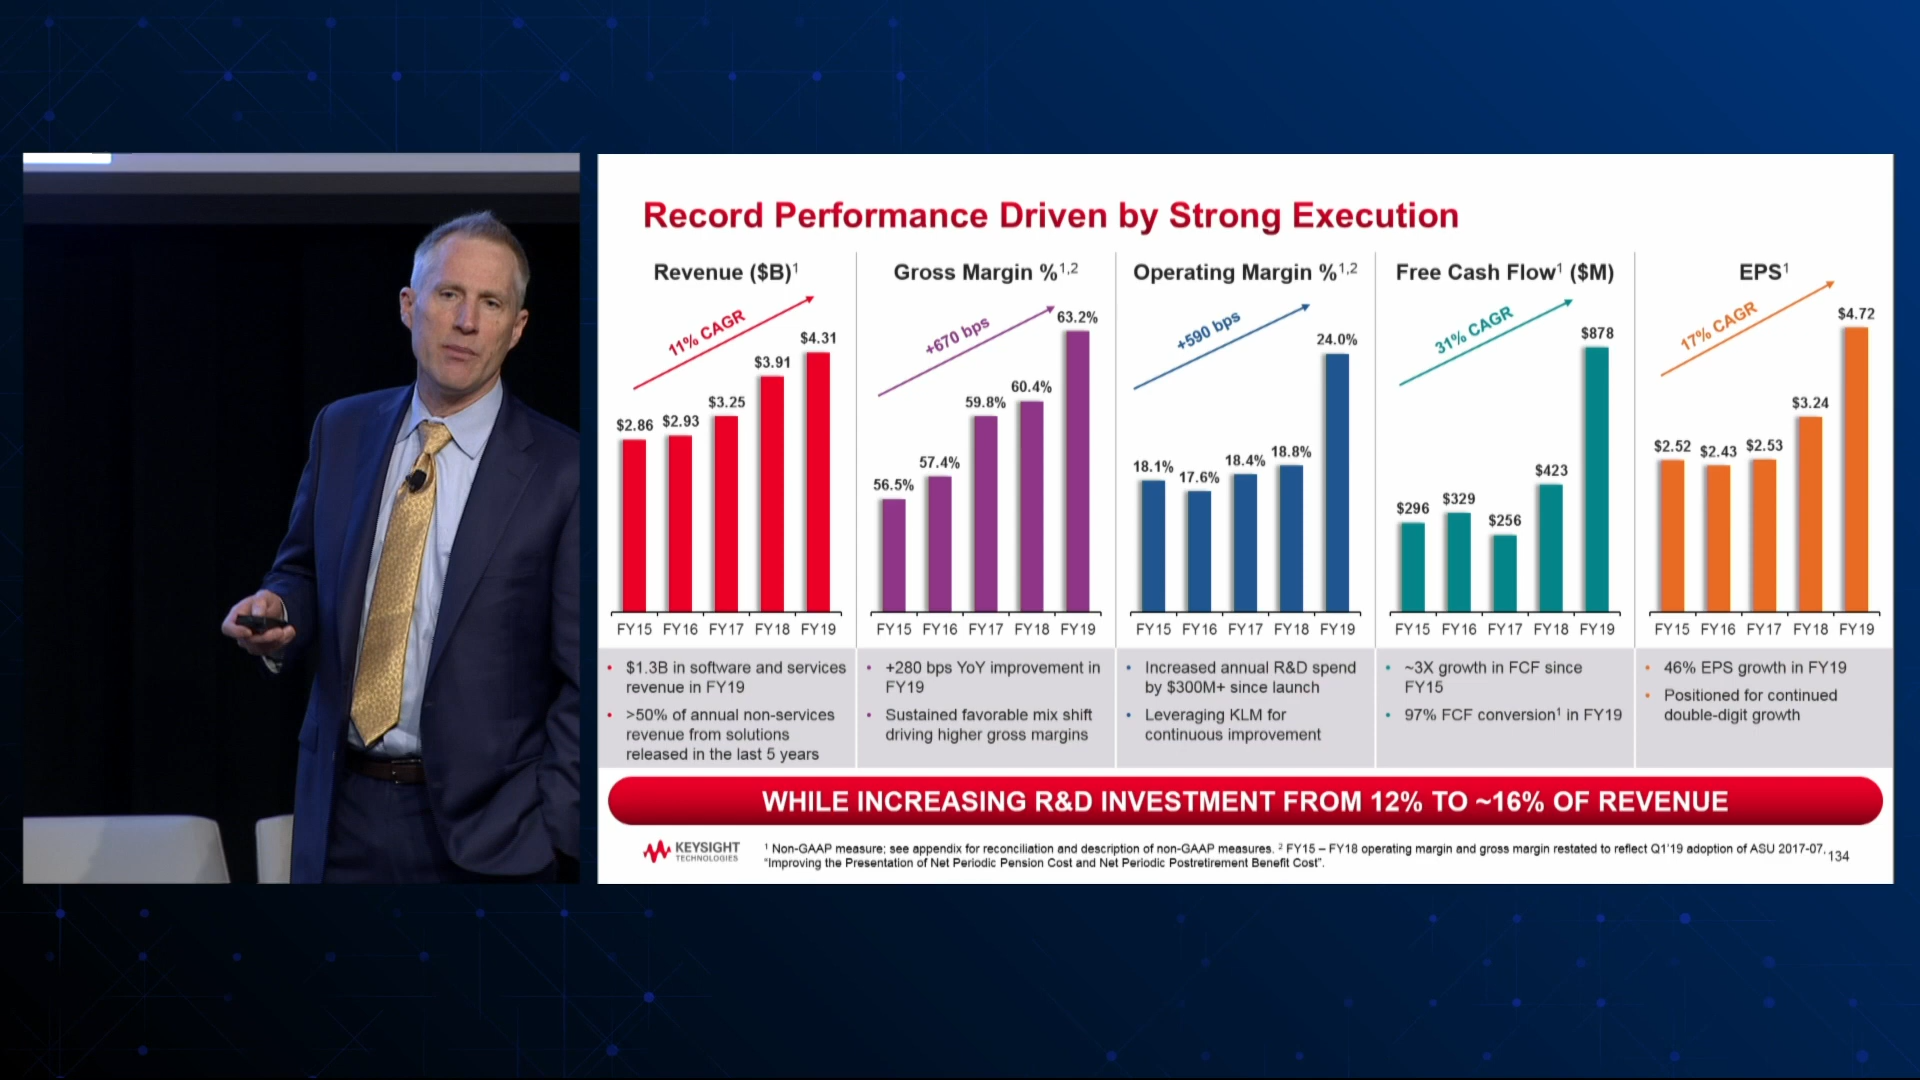 Record Performance Driven by Strong Execution
Revenue ($B)¹
11% CAGR
$2.86
$2.93
$3.25
$3.91
$4.31
FY15 FY16 FY17 FY18 FY19
• $1.3B in software and services
revenue in FY19
• >50% of annual non-services
revenue from solutions
released in the last 5 years
Gross Margin %¹,²
+670 bps
56.5%
57.4%
59.8%
60.4%
63.2%
FY15 FY16 FY17 FY18 FY19
• +280 bps YoY improvement in
FY19
• Sustained favorable mix shift
driving higher gross margins
Operating Margin %¹,²
+590 bps
18.1%
17.6%
18.4%
18.8%
24.0%
FY15 FY16 FY17 FY18 FY19
• Increased annual R&D spend
by $300M+ since launch
• Leveraging KLM for
continuous improvement
Free Cash Flow¹ ($M)
31% CAGR
$296
$329
$256
$423
$878
FY15 FY16 FY17 FY18 FY19
• ~3X growth in FCF since
FY15
• 97% FCF conversion¹ in FY19
EPS¹
17% CAGR
$2.52
$2.43
$2.53
$3.24
$4.72
FY15 FY16 FY17 FY18 FY19
• 46% EPS growth in FY19
• Positioned for continued
double-digit growth
WHILE INCREASING R&D INVESTMENT FROM 12% TO ~16% OF REVENUE
KEYSIGHT
TECHNOLOGIES
¹ Non-GAAP measure; see appendix for reconciliation and description of non-GAAP measures. ² FY15 – FY18 operating margin and gross margin restated to reflect Q1'19 adoption of ASU 2017-07,
"Improving the Presentation of Net Periodic Pension Cost and Net Periodic Postretirement Benefit Cost".
134